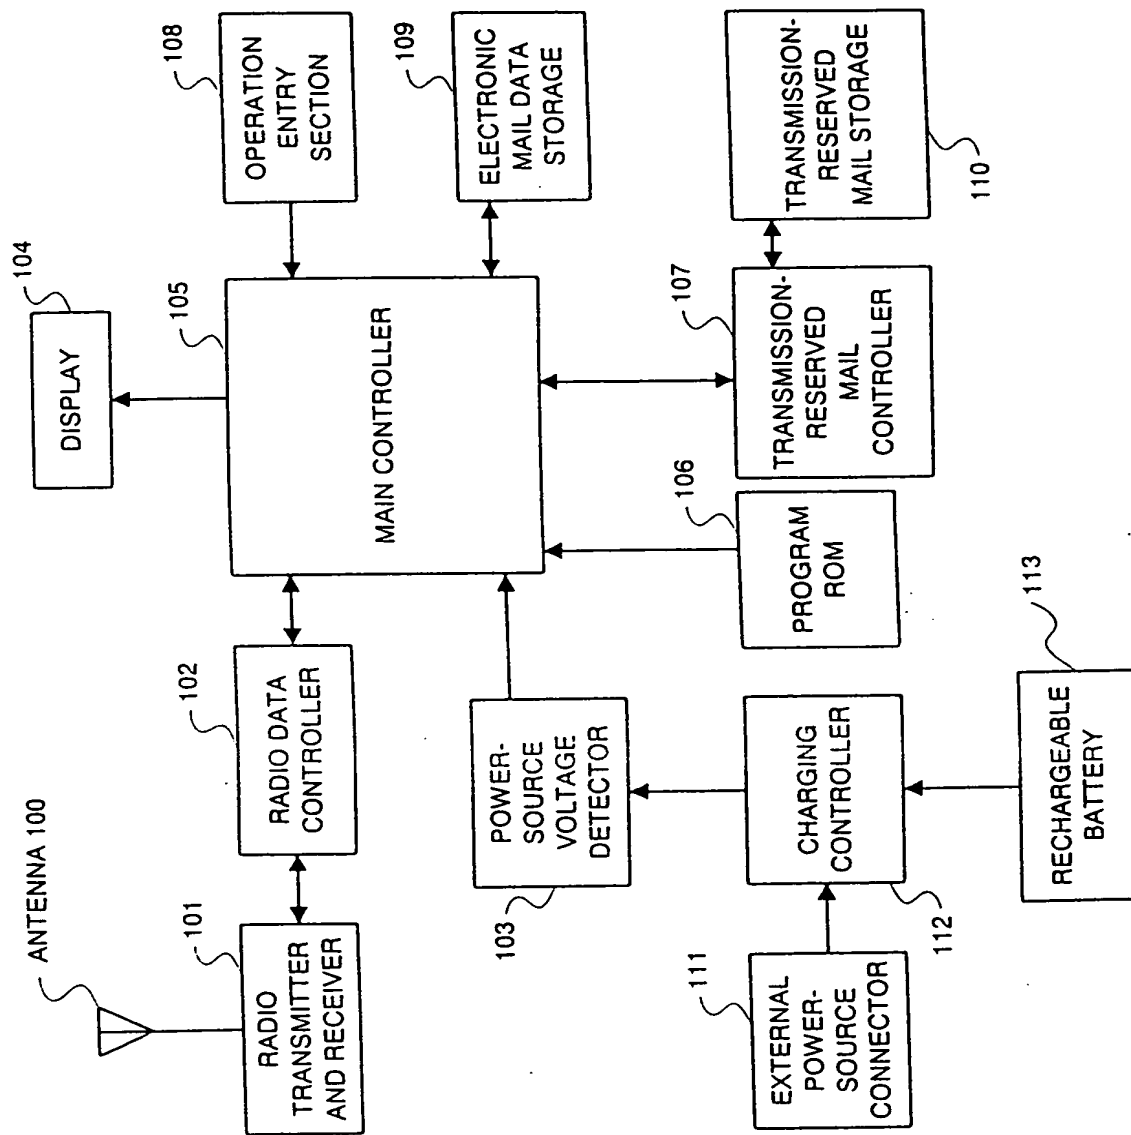 ANTENNA 100
101
RADIO
TRANSMITTER
AND RECEIVER
102
RADIO DATA
CONTROLLER
104
DISPLAY
105
MAIN CONTROLLER
108
OPERATION
ENTRY
SECTION
109
ELECTRONIC
MAIL DATA
STORAGE
103
POWER-
SOURCE
VOLTAGE
DETECTOR
106
PROGRAM
ROM
107
TRANSMISSION-
RESERVED
MAIL
CONTROLLER
110
TRANSMISSION-
RESERVED
MAIL STORAGE
111
EXTERNAL
POWER-
SOURCE
CONNECTOR
112
CHARGING
CONTROLLER
113
RECHARGEABLE
BATTERY